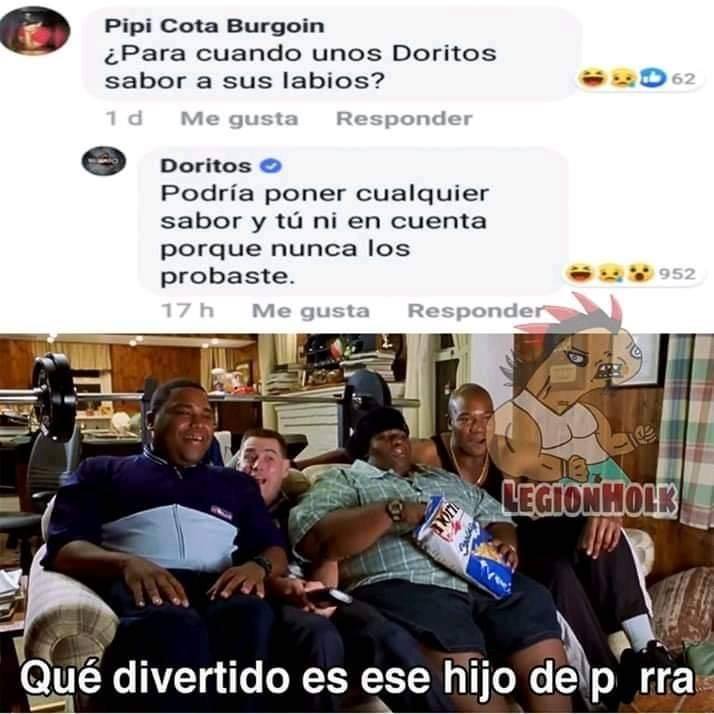 Pipi Cota Burgoin
¿Para cuando unos Doritos
sabor a sus labios?
62
1 d Me gusta Responder
Doritos
Podría poner cualquier
sabor y tú ni en cuenta
porque nunca los
probaste.
952
17 h Me gusta Responder
LEGIONHOLK
Qué divertido es ese hijo de p rra